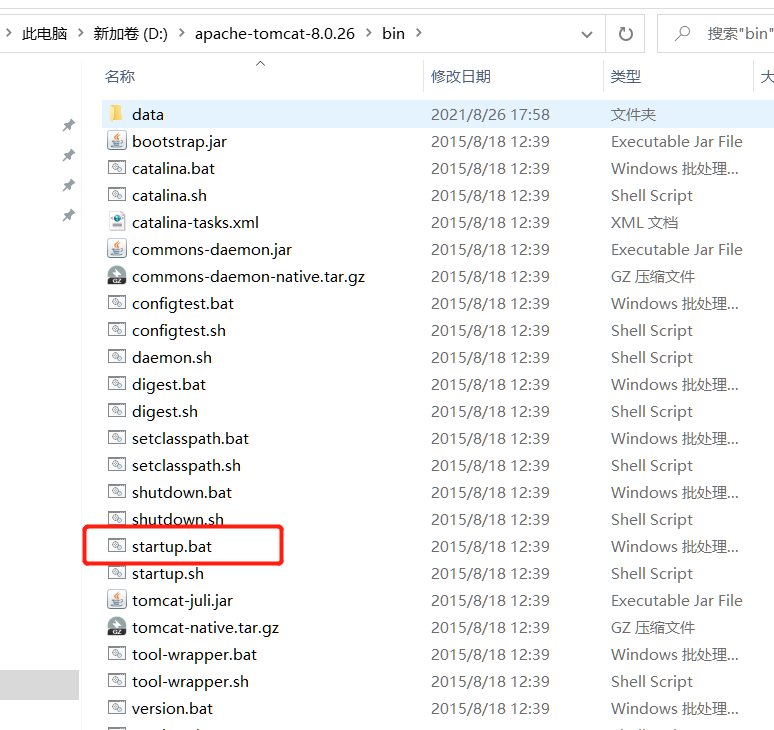 此电脑 新加卷 (D:) apache-tomcat-8.0.26 bin 搜索"bin"
名称 修改日期 类型
data 2021/8/26 17:58 文件夹
bootstrap.jar 2015/8/18 12:39 Executable Jar File
catalina.bat 2015/8/18 12:39 Windows 批处理...
catalina.sh 2015/8/18 12:39 Shell Script
catalina-tasks.xml 2015/8/18 12:39 XML 文档
commons-daemon.jar 2015/8/18 12:39 Executable Jar File
commons-daemon-native.tar.gz 2015/8/18 12:39 GZ 压缩文件
configtest.bat 2015/8/18 12:39 Windows 批处理...
configtest.sh 2015/8/18 12:39 Shell Script
daemon.sh 2015/8/18 12:39 Shell Script
digest.bat 2015/8/18 12:39 Windows 批处理...
digest.sh 2015/8/18 12:39 Shell Script
setclasspath.bat 2015/8/18 12:39 Windows 批处理...
setclasspath.sh 2015/8/18 12:39 Shell Script
shutdown.bat 2015/8/18 12:39 Windows 批处理...
shutdown.sh 2015/8/18 12:39 Shell Script
startup.bat 2015/8/18 12:39 Windows 批处理...
startup.sh 2015/8/18 12:39 Shell Script
tomcat-juli.jar 2015/8/18 12:39 Executable Jar File
tomcat-native.tar.gz 2015/8/18 12:39 GZ 压缩文件
tool-wrapper.bat 2015/8/18 12:39 Windows 批处理...
tool-wrapper.sh 2015/8/18 12:39 Shell Script
version.bat 2015/8/18 12:39 Windows 批处理...